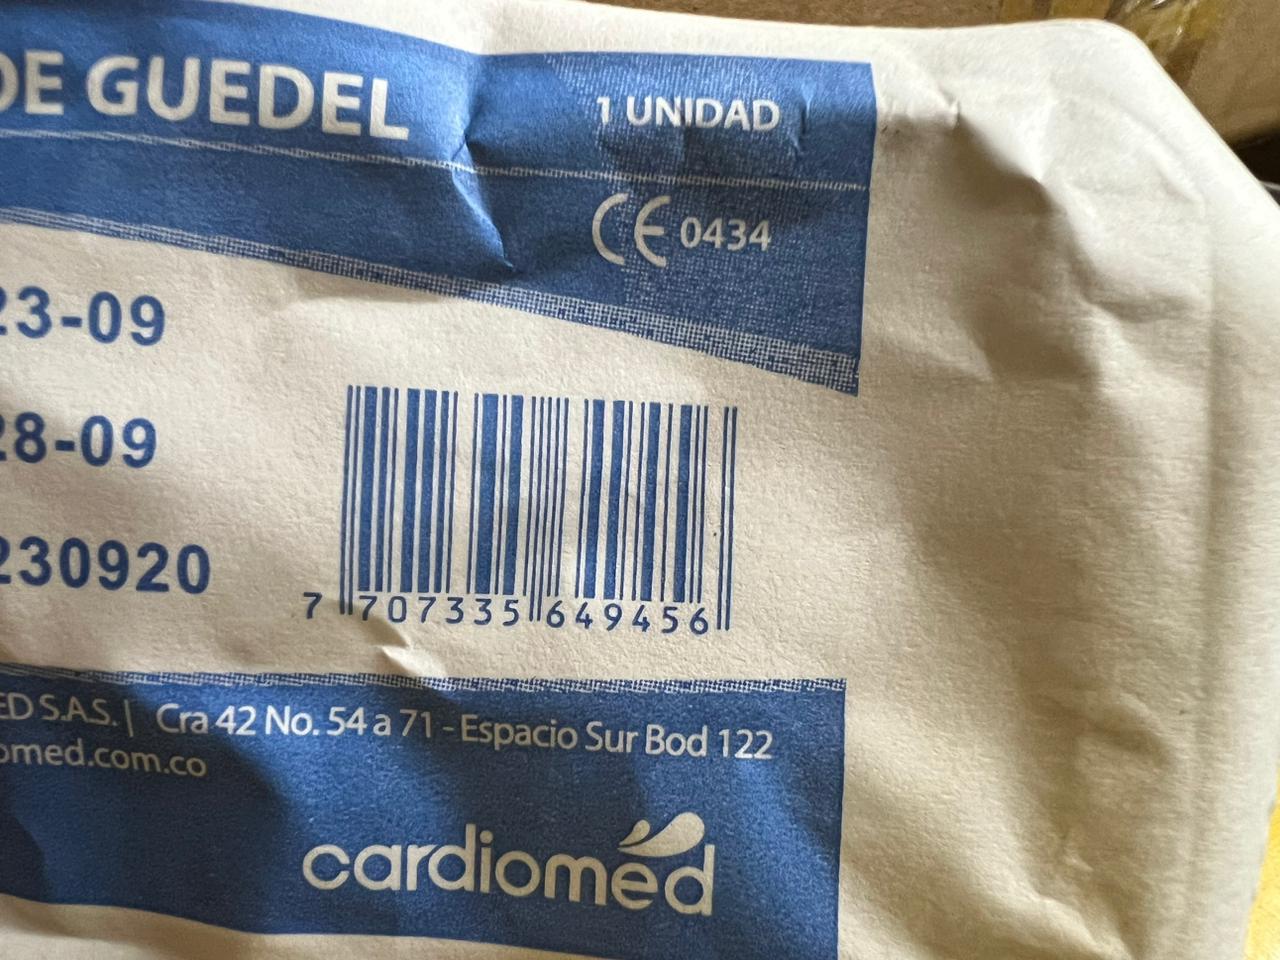 DE GUEDEL
1 UNIDAD
CE 0434
23-09
28-09
230920
7 707335 649456
ED S.A.S. | Cra 42 No. 54 a 71 - Espacio Sur Bod 122
omed.com.co
cardiomed